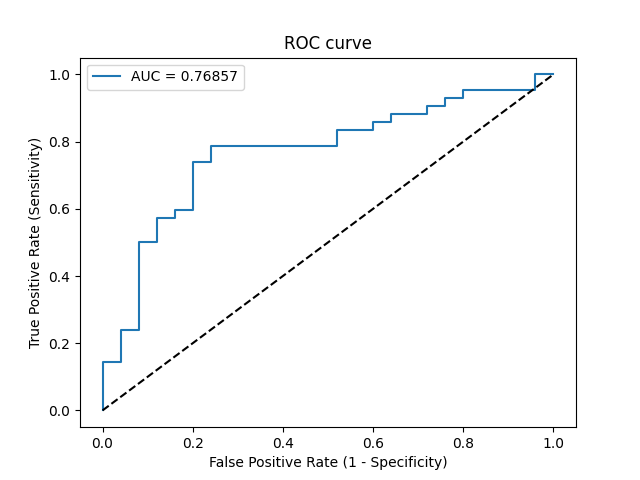 ROC curve
AUC = 0.76857
1.0
0.8
0.6
0.4
0.2
0.0
True Positive Rate (Sensitivity)
0.0 0.2 0.4 0.6 0.8 1.0
False Positive Rate (1 - Specificity)